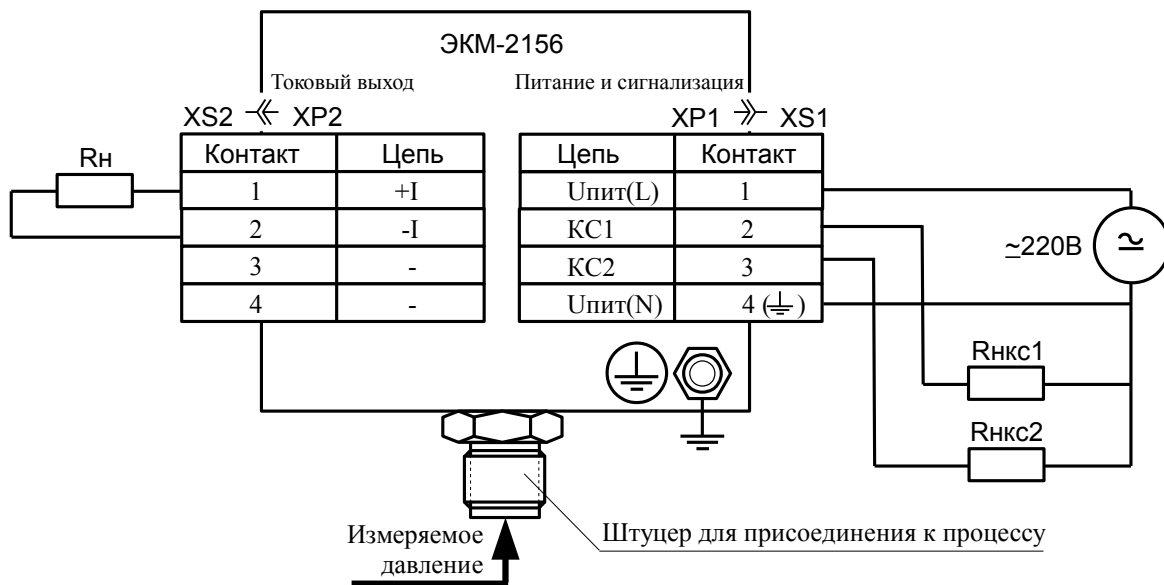 ЭКМ-2156
Токовый выход
Питание и сигнализация
XS2 XP2
XP1 XS1
Rн
Контакт Цепь
1 +I
2 -I
3 -
4 -
Цепь Контакт
Uпит(L) 1
КС1 2
КС2 3
Uпит(N) 4 (⏚)
≃220В
Rнкс1
Rнкс2
Штуцер для присоединения к процессу
Измеряемое
давление